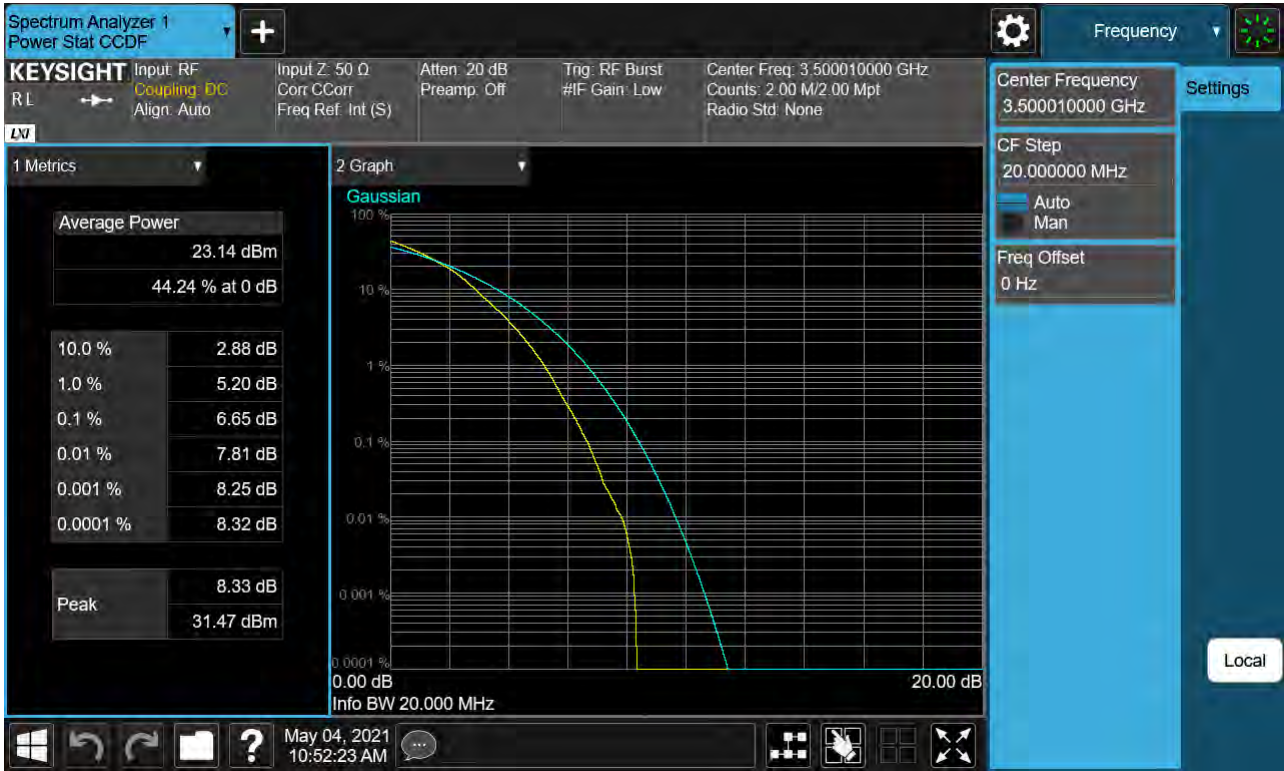 Spectrum Analyzer 1
Power Stat CCDF
Frequency
KEYSIGHT
R L
LXI
Input: RF
Coupling: DC
Align: Auto
Input Z: 50 Ω
Corr CCorr
Freq Ref: Int (S)
Atten: 20 dB
Preamp: Off
Trig: RF Burst
#IF Gain: Low
Center Freq: 3.500010000 GHz
Counts: 2.00 M/2.00 Mpt
Radio Std: None
Center Frequency
3.500010000 GHz
Settings
CF Step
20.000000 MHz
Auto
Man
Freq Offset
0 Hz
Local
1 Metrics
Average Power
23.14 dBm
44.24 % at 0 dB
10.0 % 2.88 dB
1.0 % 5.20 dB
0.1 % 6.65 dB
0.01 % 7.81 dB
0.001 % 8.25 dB
0.0001 % 8.32 dB
Peak
8.33 dB
31.47 dBm
2 Graph
Gaussian
100 %
10 %
1 %
0.1 %
0.01 %
0.001 %
0.0001 %
0.00 dB 20.00 dB
Info BW 20.000 MHz
?
May 04, 2021
10:52:23 AM